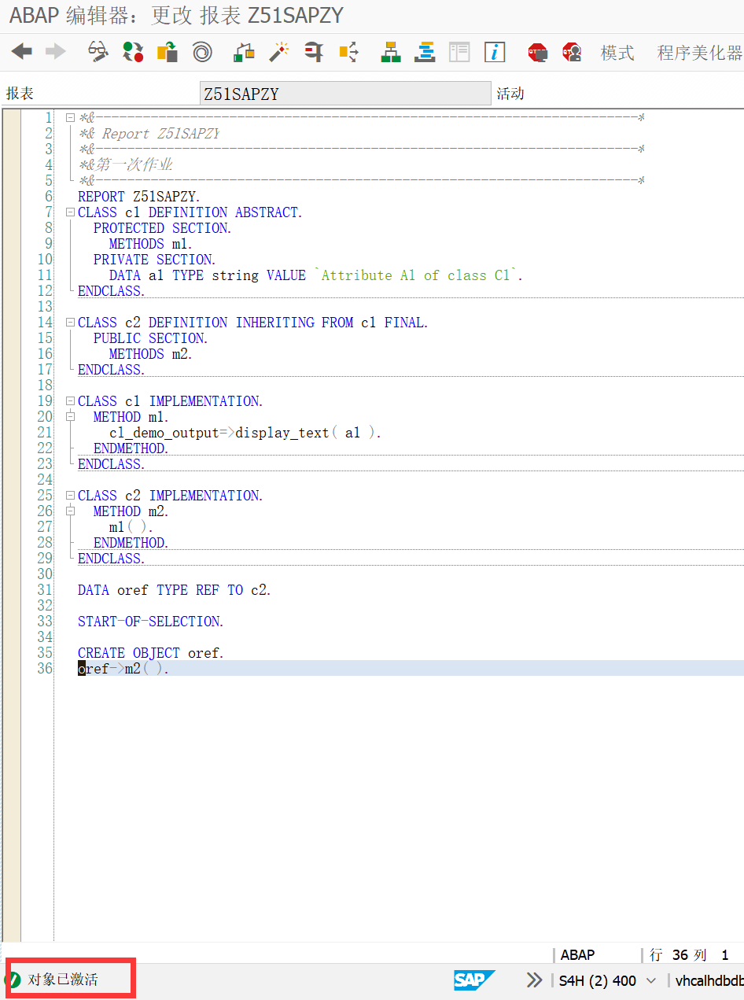 ABAP 编辑器：更改 报表 Z51SAPZY
模式 程序美化器
报表 Z51SAPZY 活动
1 *&---------------------------------------------------------------------*
2 *& Report Z51SAPZY
3 *&---------------------------------------------------------------------*
4 *&第一次作业
5 *&---------------------------------------------------------------------*
6 REPORT Z51SAPZY.
7 CLASS c1 DEFINITION ABSTRACT.
8   PROTECTED SECTION.
9     METHODS m1.
10   PRIVATE SECTION.
11     DATA a1 TYPE string VALUE `Attribute A1 of class C1`.
12 ENDCLASS.
13
14 CLASS c2 DEFINITION INHERITING FROM c1 FINAL.
15   PUBLIC SECTION.
16     METHODS m2.
17 ENDCLASS.
18
19 CLASS c1 IMPLEMENTATION.
20   METHOD m1.
21     cl_demo_output=>display_text( a1 ).
22   ENDMETHOD.
23 ENDCLASS.
24
25 CLASS c2 IMPLEMENTATION.
26   METHOD m2.
27     m1( ).
28   ENDMETHOD.
29 ENDCLASS.
30
31 DATA oref TYPE REF TO c2.
32
33 START-OF-SELECTION.
34
35 CREATE OBJECT oref.
36 oref->m2( ).
ABAP 行 36 列 1
对象已激活 SAP S4H (2) 400 vhcalhdbdb